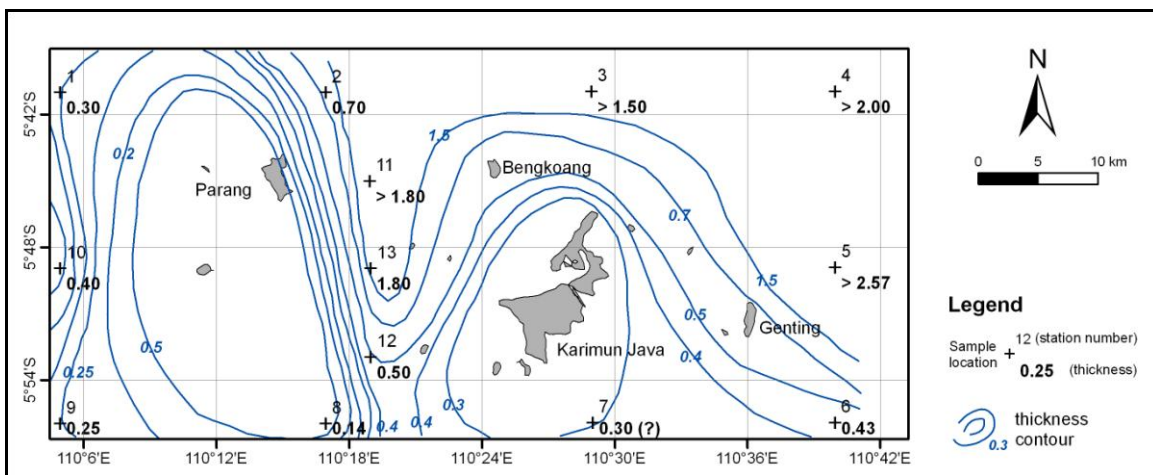 1
0.30
2
0.70
3
> 1.50
4
> 2.00
N
5°42'S
0.2
1.5
0 5 10 km
11
> 1.80
Bengkoang
Parang
0.7
5°48'S
10
0.40
13
1.80
5
> 2.57
1.5
Legend
0.5
Genting
Sample
location
12 (station number)
0.25 (thickness)
0.5
12
0.50
Karimun Java
0.4
5°54'S
0.25
0.3
9
0.25
8
0.14
0.4
0.4
7
0.30 (?)
6
0.43
0.3
thickness
contour
110°6'E 110°12'E 110°18'E 110°24'E 110°30'E 110°36'E 110°42'E